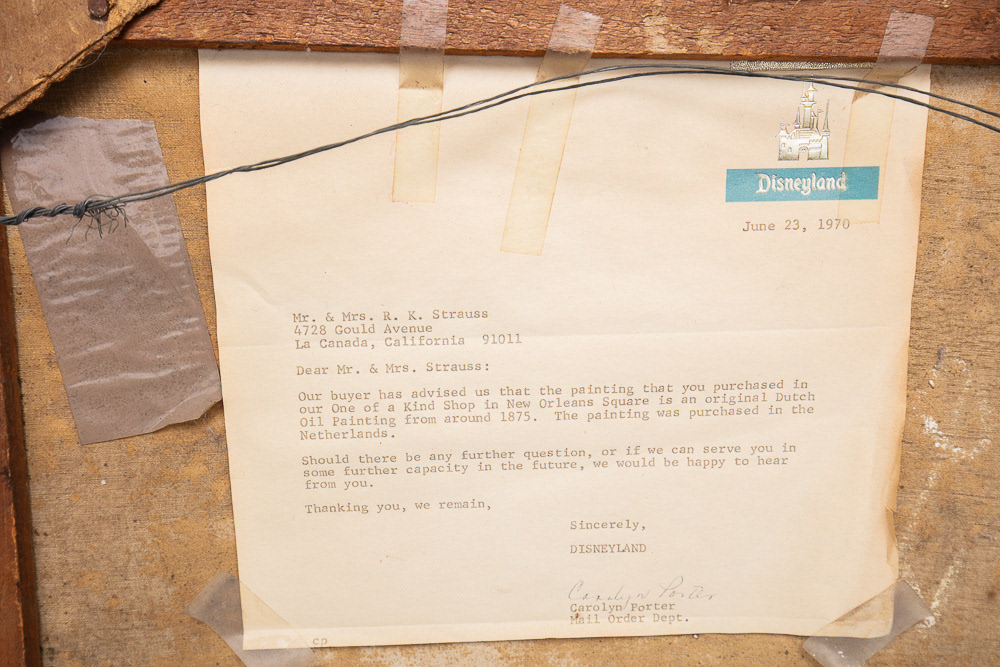 Disneyland
June 23, 1970
Mr. & Mrs. R. K. Strauss
4728 Gould Avenue
La Canada, California  91011
Dear Mr. & Mrs. Strauss:
Our buyer has advised us that the painting that you purchased in
our One of a Kind Shop in New Orleans Square is an original Dutch
Oil Painting from around 1875.  The painting was purchased in the
Netherlands.
Should there be any further question, or if we can serve you in
some further capacity in the future, we would be happy to hear
from you.
Thanking you, we remain,
Sincerely,
DISNEYLAND
Carolyn Porter
Carolyn Porter
Mail Order Dept.
cp